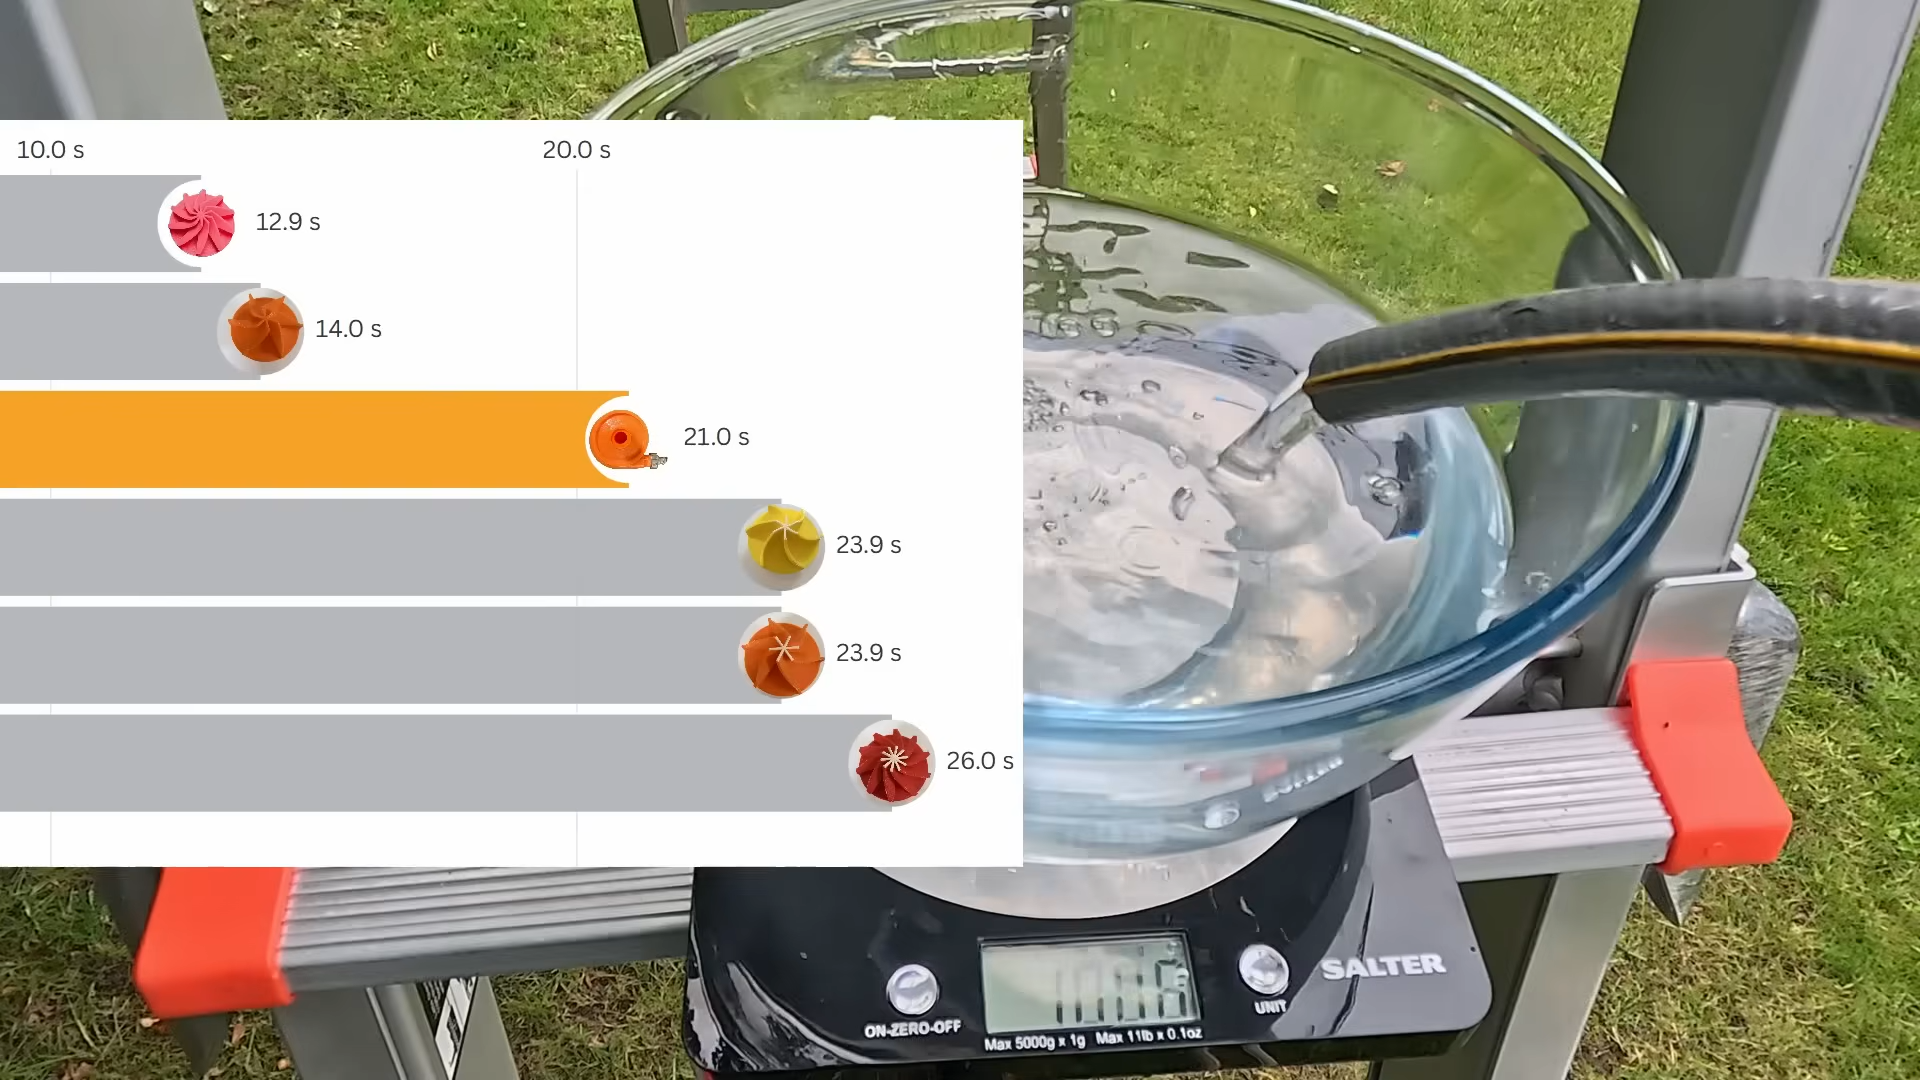 10.0 s 20.0 s
12.9 s
14.0 s
21.0 s
23.9 s
23.9 s
26.0 s
SALTER
ON-ZERO-OFF
UNIT
Max 5000g x 1g Max 11lb x 0.1oz